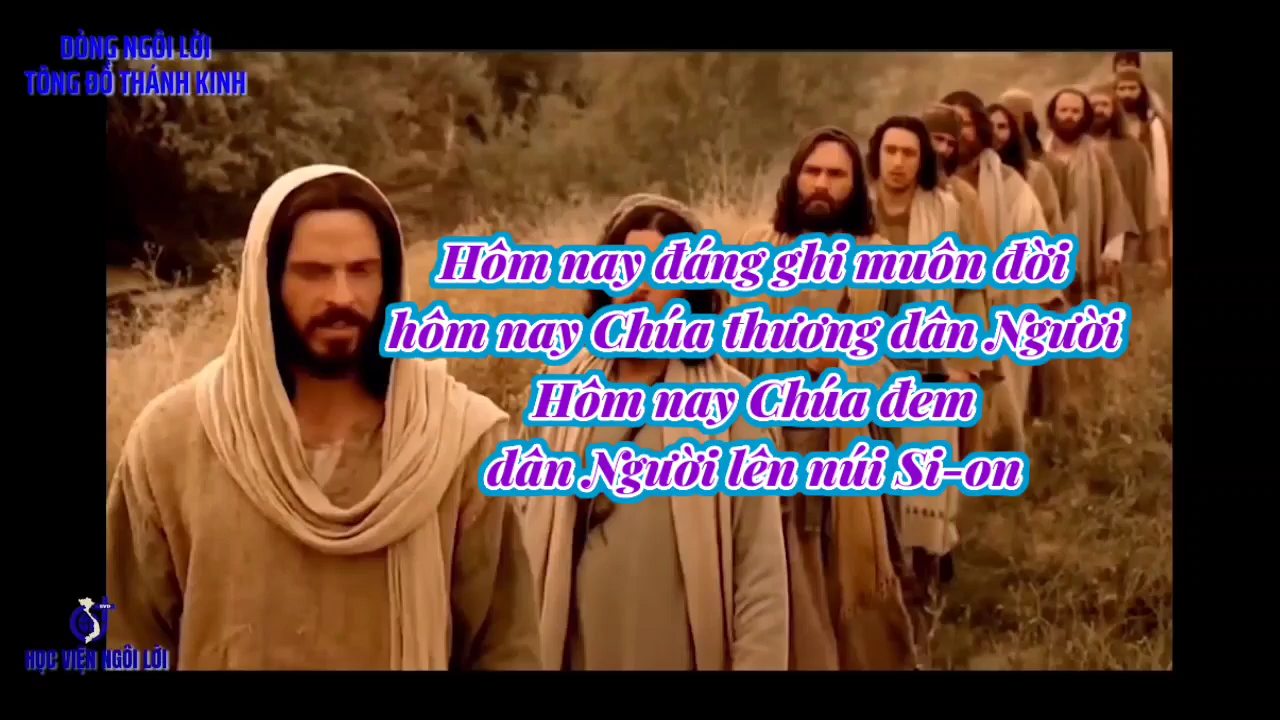 DÒNG NGÔI LỜI
TÔNG ĐỒ THÁNH KINH
Hôm nay đáng ghi muôn đời
hôm nay Chúa thương dân Người
Hôm nay Chúa đem
dân Người lên núi Si-on
SVD
HỌC VIỆN NGÔI LỜI